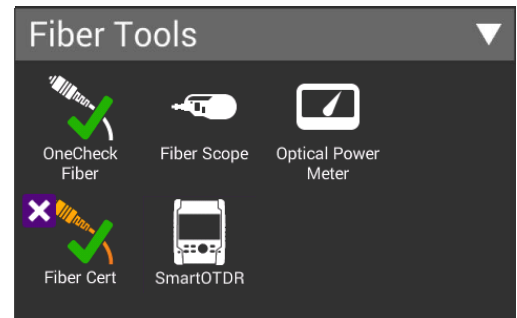 Fiber Tools
OneCheck
Fiber
Fiber Scope
Optical Power
Meter
Fiber Cert
SmartOTDR